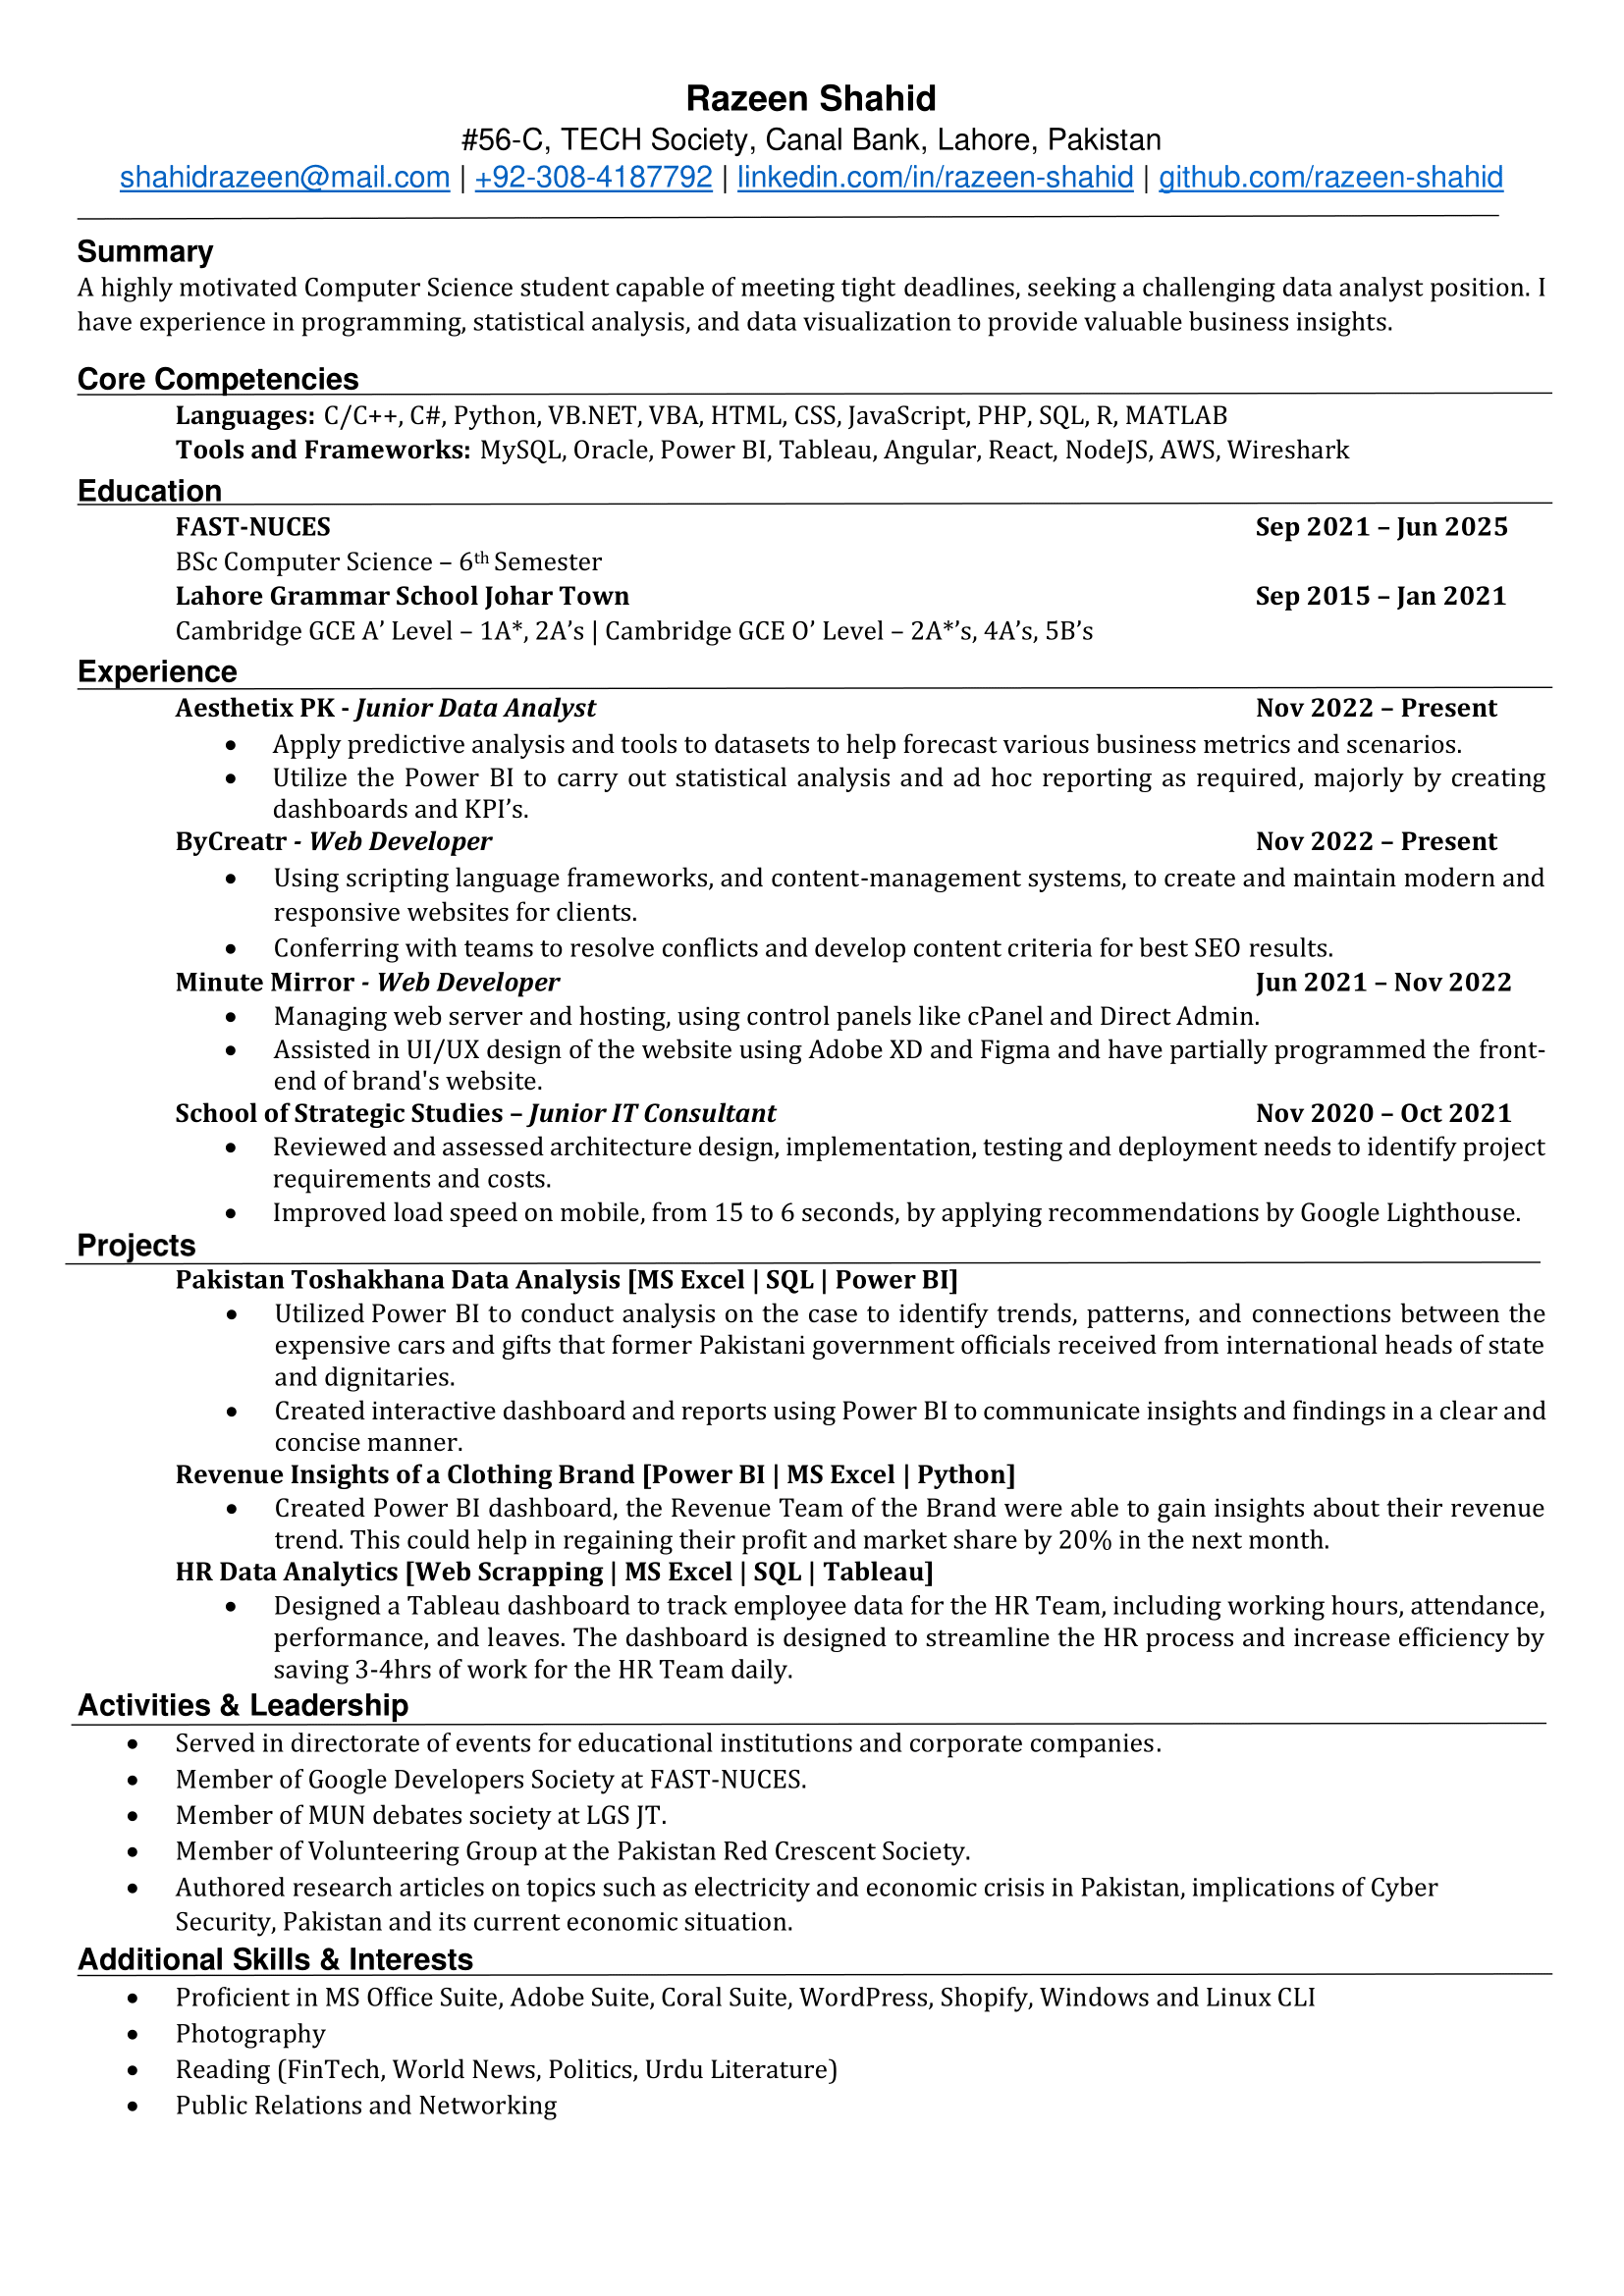 Razeen Shahid
#56-C, TECH Society, Canal Bank, Lahore, Pakistan
shahidrazeen@mail.com | +92-308-4187792 | linkedin.com/in/razeen-shahid | github.com/razeen-shahid
Summary
A highly motivated Computer Science student capable of meeting tight deadlines, seeking a challenging data analyst position. I
have experience in programming, statistical analysis, and data visualization to provide valuable business insights.
Core Competencies
Languages: C/C++, C#, Python, VB.NET, VBA, HTML, CSS, JavaScript, PHP, SQL, R, MATLAB
Tools and Frameworks: MySQL, Oracle, Power BI, Tableau, Angular, React, NodeJS, AWS, Wireshark
Education
FAST-NUCES Sep 2021 – Jun 2025
BSc Computer Science – 6th Semester
Lahore Grammar School Johar Town Sep 2015 – Jan 2021
Cambridge GCE A’ Level – 1A*, 2A’s | Cambridge GCE O’ Level – 2A*’s, 4A’s, 5B’s
Experience
Aesthetix PK - Junior Data Analyst Nov 2022 – Present
• Apply predictive analysis and tools to datasets to help forecast various business metrics and scenarios.
• Utilize the Power BI to carry out statistical analysis and ad hoc reporting as required, majorly by creating
dashboards and KPI’s.
ByCreatr - Web Developer Nov 2022 – Present
• Using scripting language frameworks, and content-management systems, to create and maintain modern and
responsive websites for clients.
• Conferring with teams to resolve conflicts and develop content criteria for best SEO results.
Minute Mirror - Web Developer Jun 2021 – Nov 2022
• Managing web server and hosting, using control panels like cPanel and Direct Admin.
• Assisted in UI/UX design of the website using Adobe XD and Figma and have partially programmed the front-
end of brand's website.
School of Strategic Studies – Junior IT Consultant Nov 2020 – Oct 2021
• Reviewed and assessed architecture design, implementation, testing and deployment needs to identify project
requirements and costs.
• Improved load speed on mobile, from 15 to 6 seconds, by applying recommendations by Google Lighthouse.
Projects
Pakistan Toshakhana Data Analysis [MS Excel | SQL | Power BI]
• Utilized Power BI to conduct analysis on the case to identify trends, patterns, and connections between the
expensive cars and gifts that former Pakistani government officials received from international heads of state
and dignitaries.
• Created interactive dashboard and reports using Power BI to communicate insights and findings in a clear and
concise manner.
Revenue Insights of a Clothing Brand [Power BI | MS Excel | Python]
• Created Power BI dashboard, the Revenue Team of the Brand were able to gain insights about their revenue
trend. This could help in regaining their profit and market share by 20% in the next month.
HR Data Analytics [Web Scrapping | MS Excel | SQL | Tableau]
• Designed a Tableau dashboard to track employee data for the HR Team, including working hours, attendance,
performance, and leaves. The dashboard is designed to streamline the HR process and increase efficiency by
saving 3-4hrs of work for the HR Team daily.
Activities & Leadership
• Served in directorate of events for educational institutions and corporate companies.
• Member of Google Developers Society at FAST-NUCES.
• Member of MUN debates society at LGS JT.
• Member of Volunteering Group at the Pakistan Red Crescent Society.
• Authored research articles on topics such as electricity and economic crisis in Pakistan, implications of Cyber
Security, Pakistan and its current economic situation.
Additional Skills & Interests
• Proficient in MS Office Suite, Adobe Suite, Coral Suite, WordPress, Shopify, Windows and Linux CLI
• Photography
• Reading (FinTech, World News, Politics, Urdu Literature)
• Public Relations and Networking